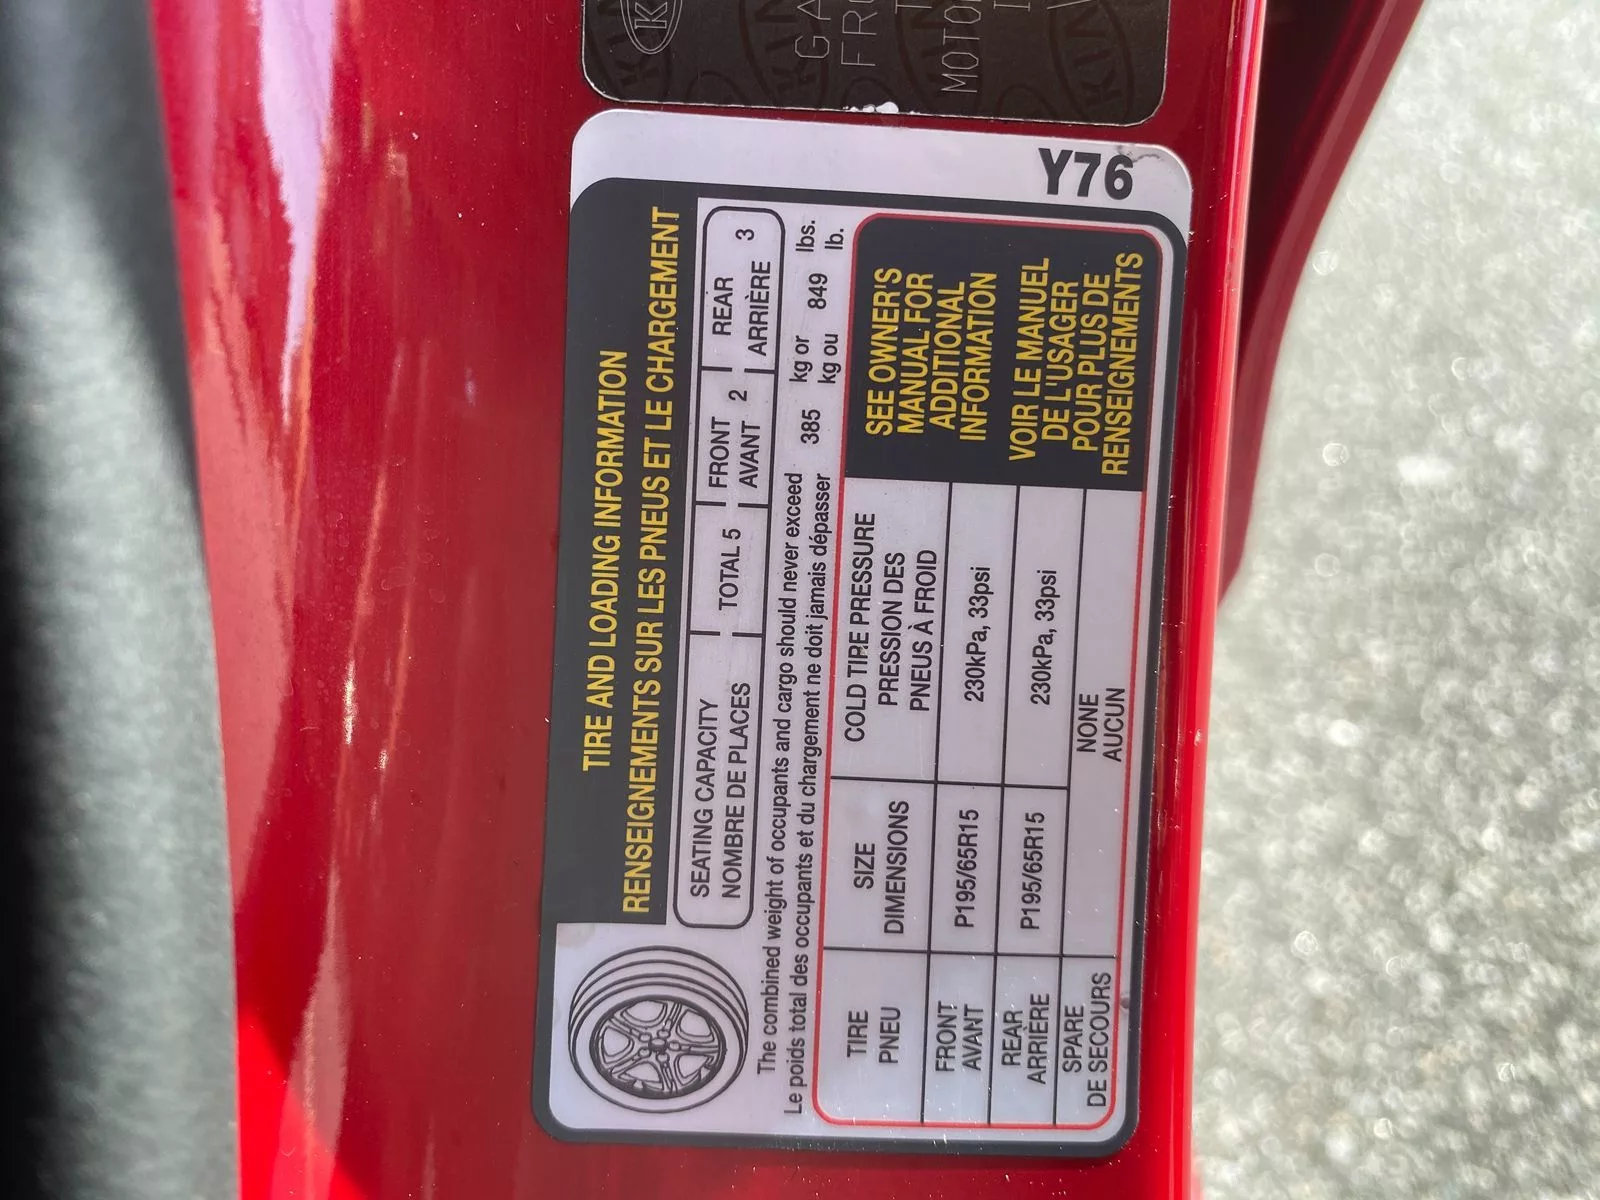 Y76
TIRE AND LOADING INFORMATION
RENSEIGNEMENTS SUR LES PNEUS ET LE CHARGEMENT
SEATING CAPACITY
NOMBRE DE PLACES
TOTAL 5
FRONT
AVANT 2
REAR
ARRIÈRE 3
The combined weight of occupants and cargo should never exceed 385 kg or 849 lbs.
Le poids total des occupants et du chargement ne doit jamais dépasser kg ou lb.
TIRE
PNEU
SIZE
DIMENSIONS
COLD TIRE PRESSURE
PRESSION DES
PNEUS À FROID
FRONT
AVANT
P195/65R15
230kPa, 33psi
REAR
ARRIÈRE
P195/65R15
230kPa, 33psi
SPARE
DE SECOURS
NONE
AUCUN
SEE OWNER'S
MANUAL FOR
ADDITIONAL
INFORMATION
VOIR LE MANUEL
DE L'USAGER
POUR PLUS DE
RENSEIGNEMENTS